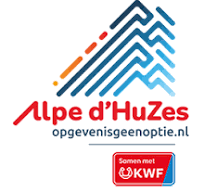 Alpe d'HuZes
opgevenisgeenoptie.nl
Samen met
KWF